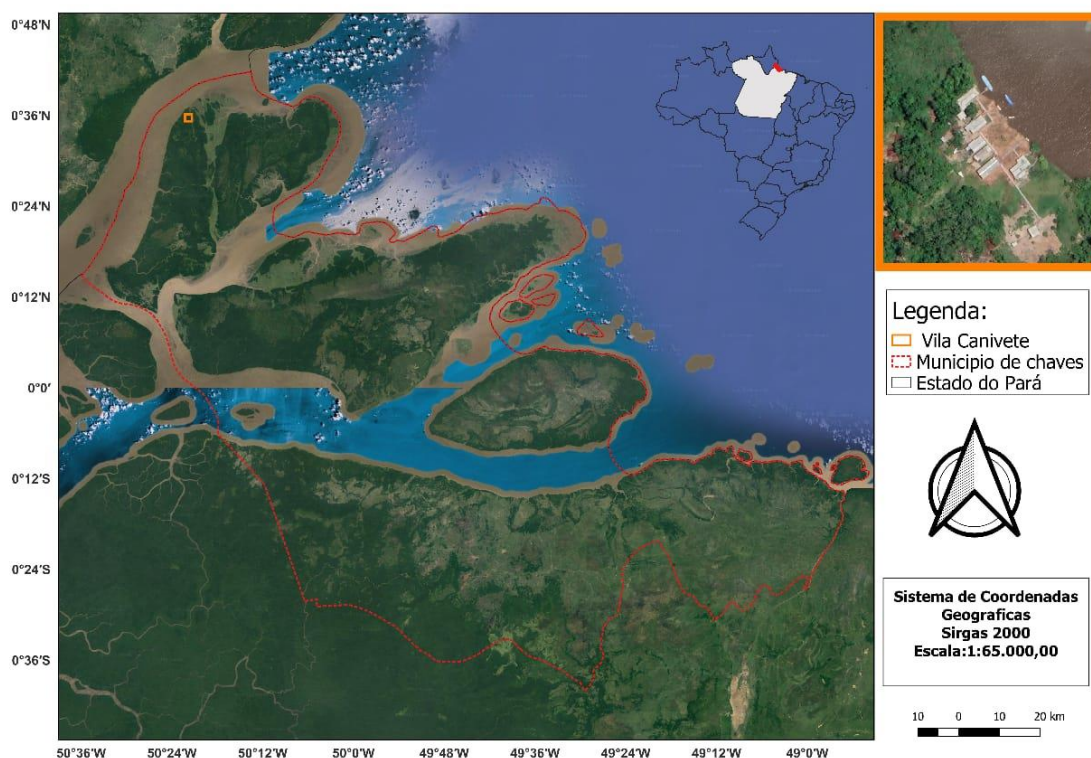 0°48'N
0°36'N
0°24'N
0°12'N
0°0'
0°12'S
0°24'S
0°36'S
50°36'W
50°24'W
50°12'W
50°0'W
49°48'W
49°36'W
49°24'W
49°12'W
49°0'W
Legenda:
Vila Canivete
Municipio de chaves
Estado do Pará
Sistema de Coordenadas
Geograficas
Sirgas 2000
Escala:1:65.000,00
10 0 10 20 km